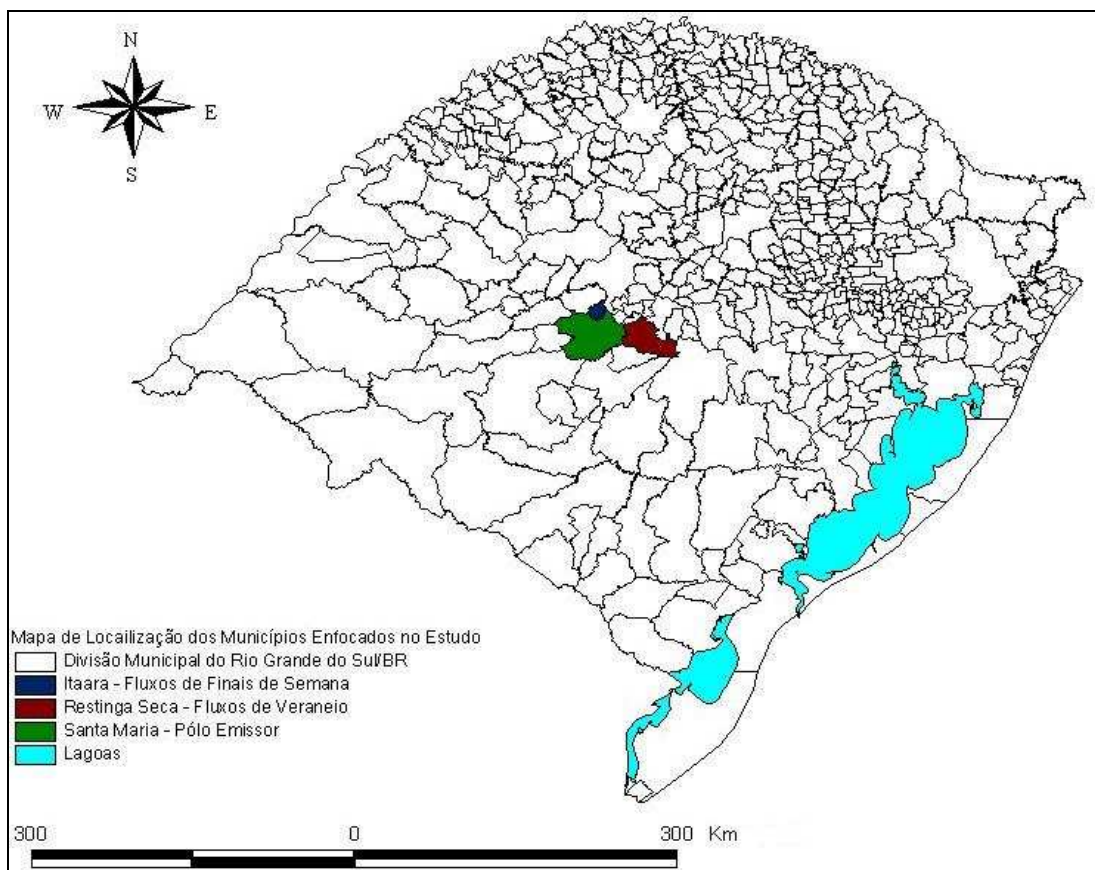 N
W E
S
Mapa de Locailização dos Municípios Enfocados no Estudo
Divisão Municipal do Rio Grande do Sul/BR
Itaara - Fluxos de Finais de Semana
Restinga Seca - Fluxos de Veraneio
Santa Maria - Pólo Emissor
Lagoas
300 0 300 Km